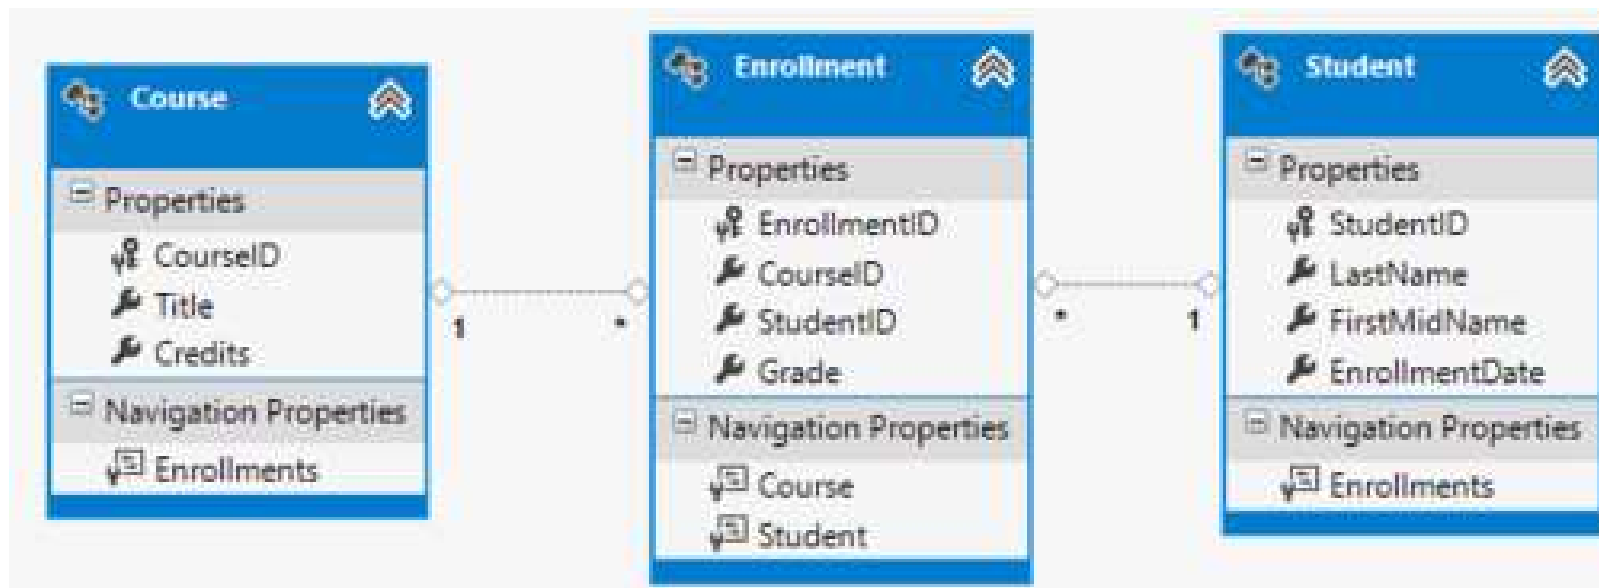 Course
Properties
CourseID
Title
Credits
Navigation Properties
Enrollments
1
*
Enrollment
Properties
EnrollmentID
CourseID
StudentID
Grade
Navigation Properties
Course
Student
*
1
Student
Properties
StudentID
LastName
FirstMidName
EnrollmentDate
Navigation Properties
Enrollments